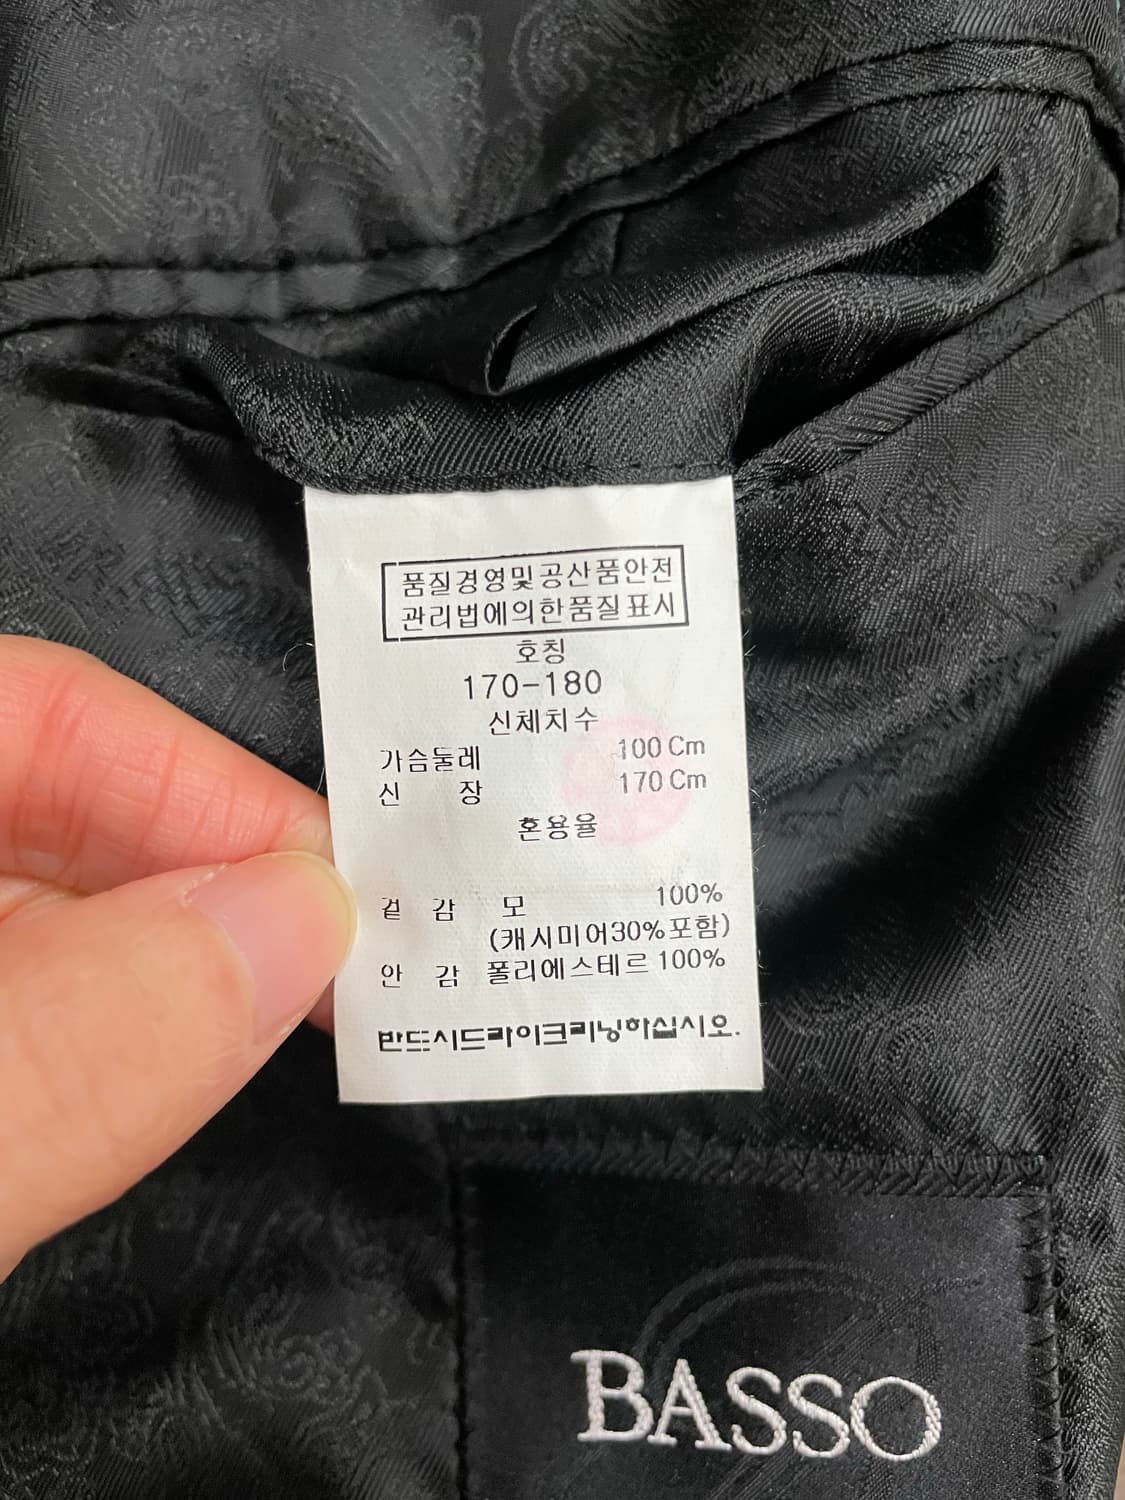 품질경영및공산품안전
관리법에의한품질표시
호칭
170-180
신체치수
가슴둘레 100 Cm
신 장 170 Cm
혼용율
겉 감 모 100%
(캐시미어30%포함)
안 감 폴리에스테르 100%
반드시드라이크리닝하십시오.
BASSO